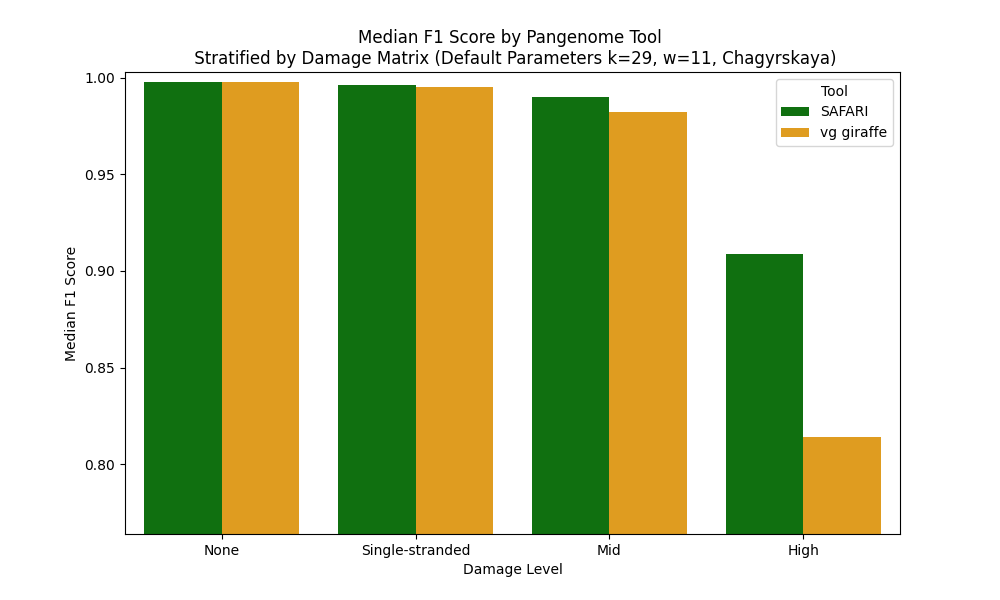 Median F1 Score by Pangenome Tool
Stratified by Damage Matrix (Default Parameters k=29, w=11, Chagyrskaya)
Tool
SAFARI
vg giraffe
Median F1 Score
1.00
0.95
0.90
0.85
0.80
None
Single-stranded
Mid
High
Damage Level